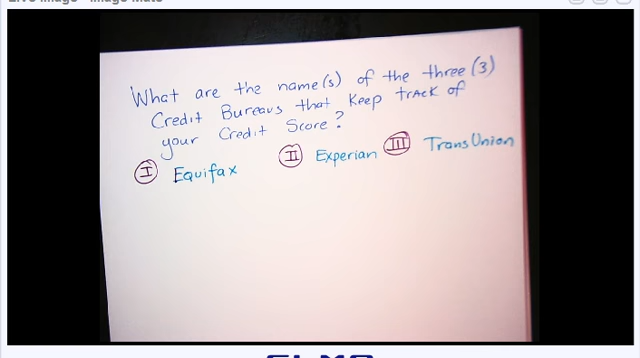 What are the name(s) of the three (3)
Credit Bureaus that keep track of
your Credit Score?
I Equifax II Experian III TransUnion